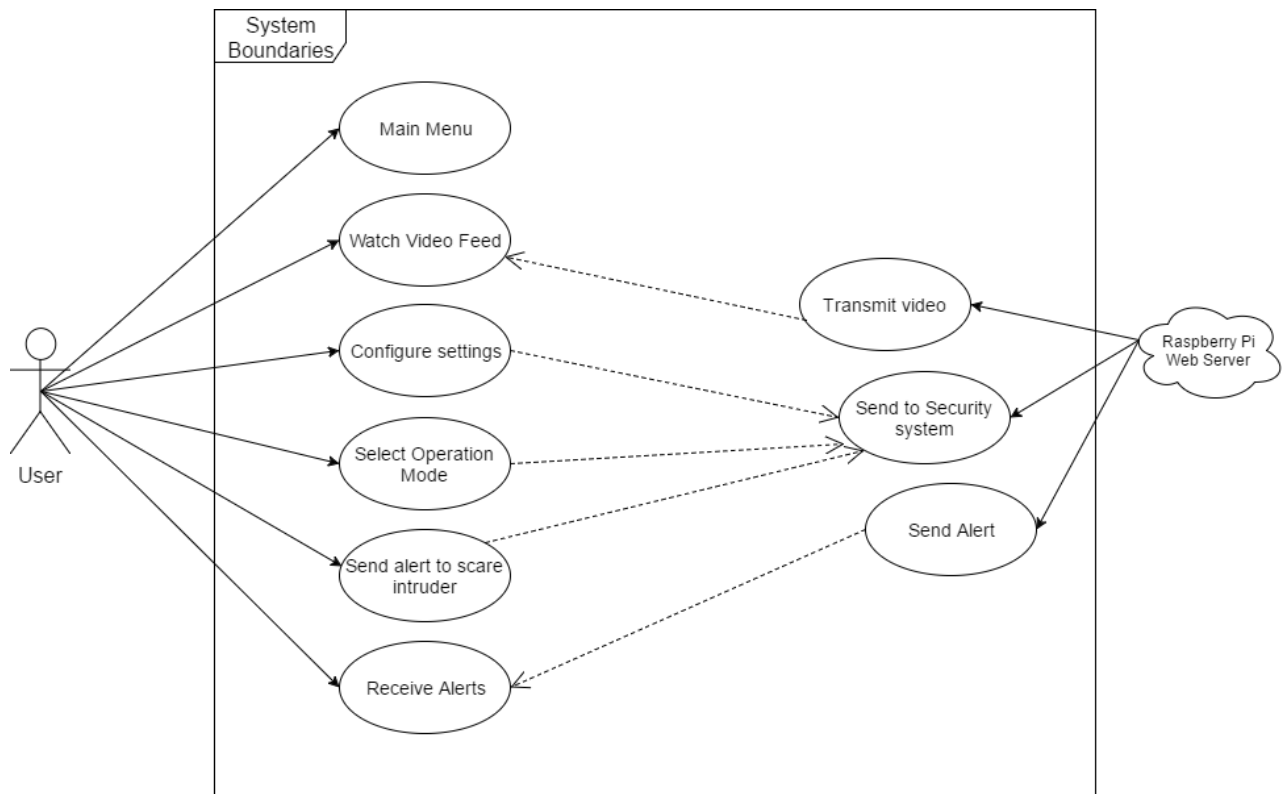 System
Boundaries
Main Menu
Watch Video Feed
Transmit video
Configure settings
Raspberry Pi
Web Server
Send to Security
system
Select Operation
Mode
User
Send Alert
Send alert to scare
intruder
Receive Alerts